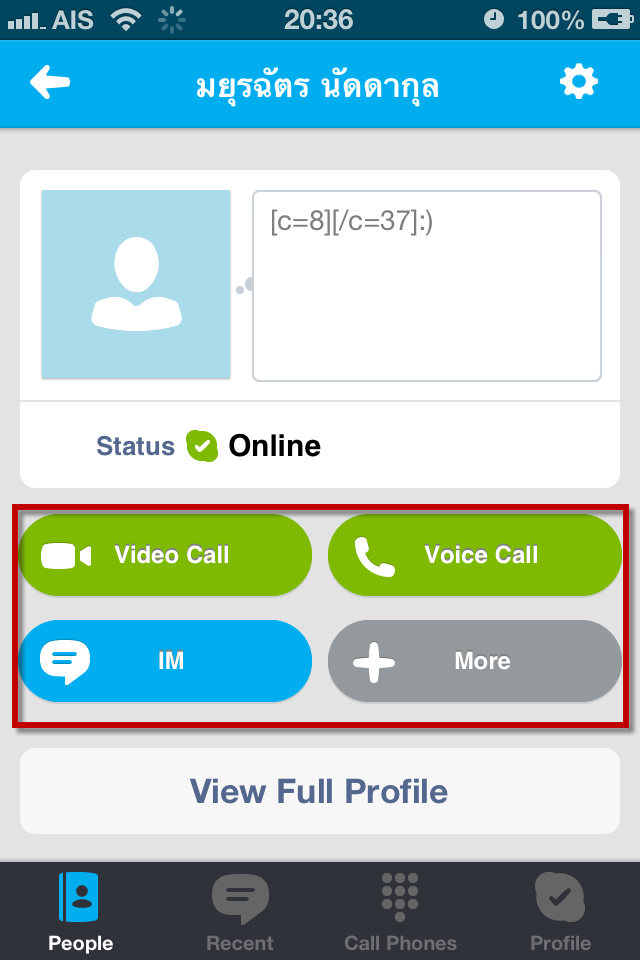 AIS 20:36 100%
มยุรฉัตร นัดดากุล
[c=8][/c=37]:)
Status Online
Video Call Voice Call
IM More
View Full Profile
People Recent Call Phones Profile